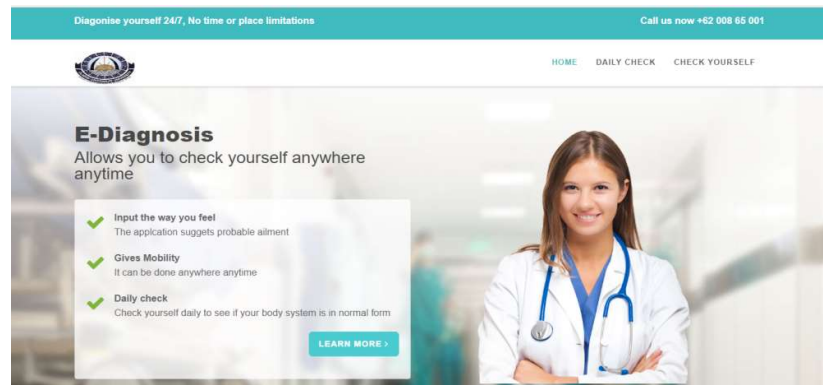 Diagonise yourself 24/7, No time or place limitations
Call us now +62 008 65 001
HOME DAILY CHECK CHECK YOURSELF
E-Diagnosis
Allows you to check yourself anywhere
anytime
Input the way you feel
The appication suggets probable ailment
Gives Mobility
It can be done anywhere anytime
Daily check
Check yourself daily to see if your body system is in normal form
LEARN MORE ›